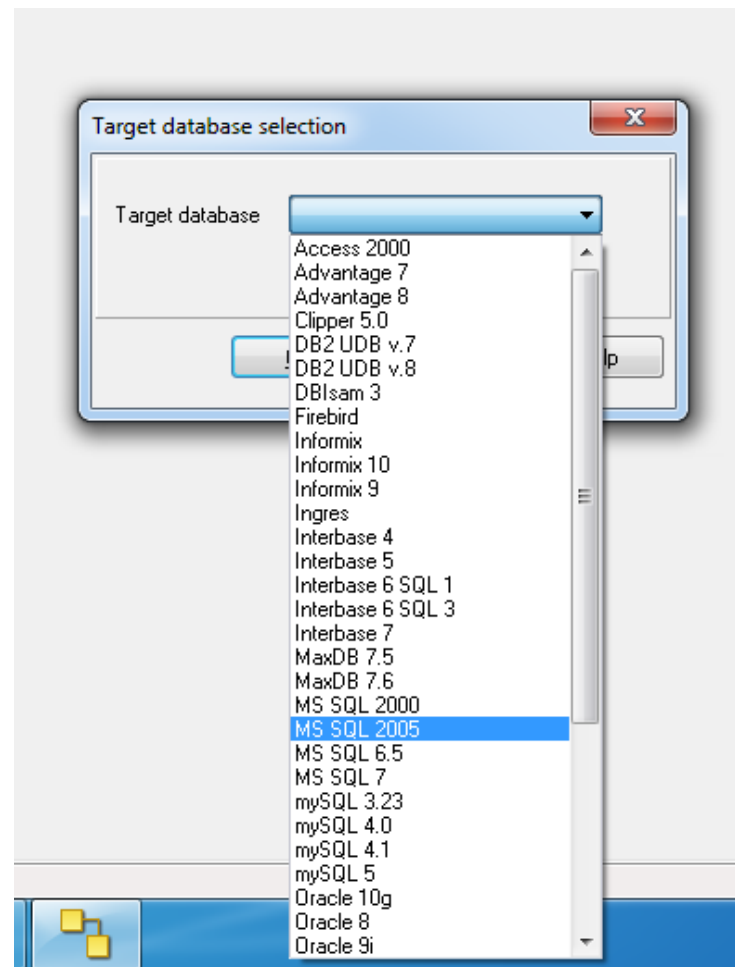 Target database selection
Target database
Access 2000
Advantage 7
Advantage 8
Clipper 5.0
DB2 UDB v.7
DB2 UDB v.8
DBIsam 3
Firebird
Informix
Informix 10
Informix 9
Ingres
Interbase 4
Interbase 5
Interbase 6 SQL 1
Interbase 6 SQL 3
Interbase 7
MaxDB 7.5
MaxDB 7.6
MS SQL 2000
MS SQL 2005
MS SQL 6.5
MS SQL 7
mySQL 3.23
mySQL 4.0
mySQL 4.1
mySQL 5
Oracle 10g
Oracle 8
Oracle 9i